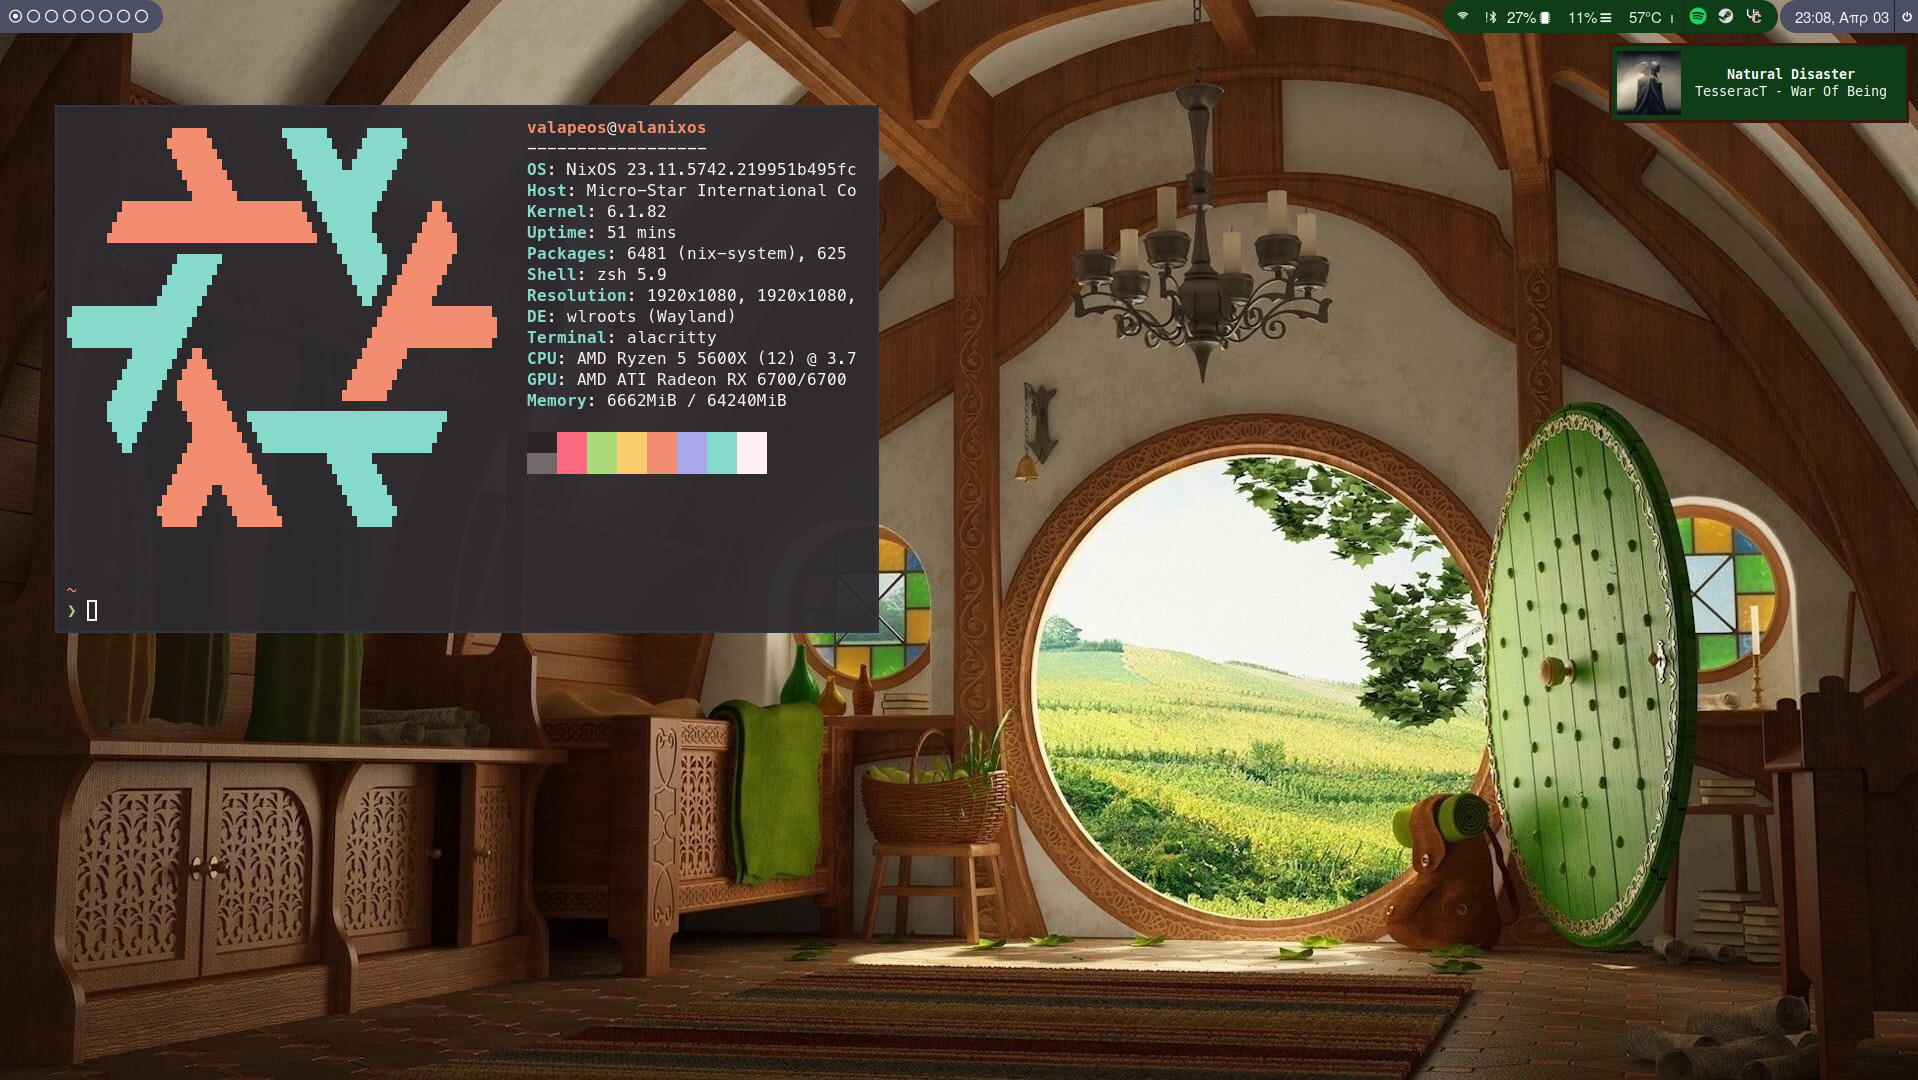 27%
11%
57°C
23:08, Απρ 03
Natural Disaster
TesseracT - War Of Being
valapeos@valanixos
------------------
OS: NixOS 23.11.5742.219951b495fc
Host: Micro-Star International Co
Kernel: 6.1.82
Uptime: 51 mins
Packages: 6481 (nix-system), 625
Shell: zsh 5.9
Resolution: 1920x1080, 1920x1080,
DE: wlroots (Wayland)
Terminal: alacritty
CPU: AMD Ryzen 5 5600X (12) @ 3.7
GPU: AMD ATI Radeon RX 6700/6700
Memory: 6662MiB / 64240MiB
~
❯